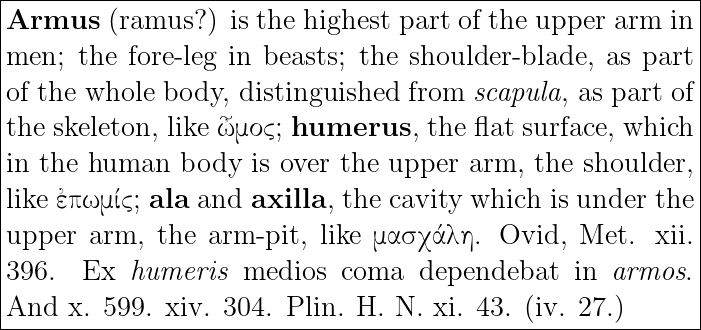 Armus (ramus?) is the highest part of the upper arm in
men; the fore-leg in beasts; the shoulder-blade, as part
of the whole body, distinguished from scapula, as part of
the skeleton, like ὦμος; humerus, the flat surface, which
in the human body is over the upper arm, the shoulder,
like ἐπωμίς; ala and axilla, the cavity which is under the
upper arm, the arm-pit, like μασχάλη. Ovid, Met. xii.
396. Ex humeris medios coma dependebat in armos.
And x. 599. xiv. 304. Plin. H. N. xi. 43. (iv. 27.)